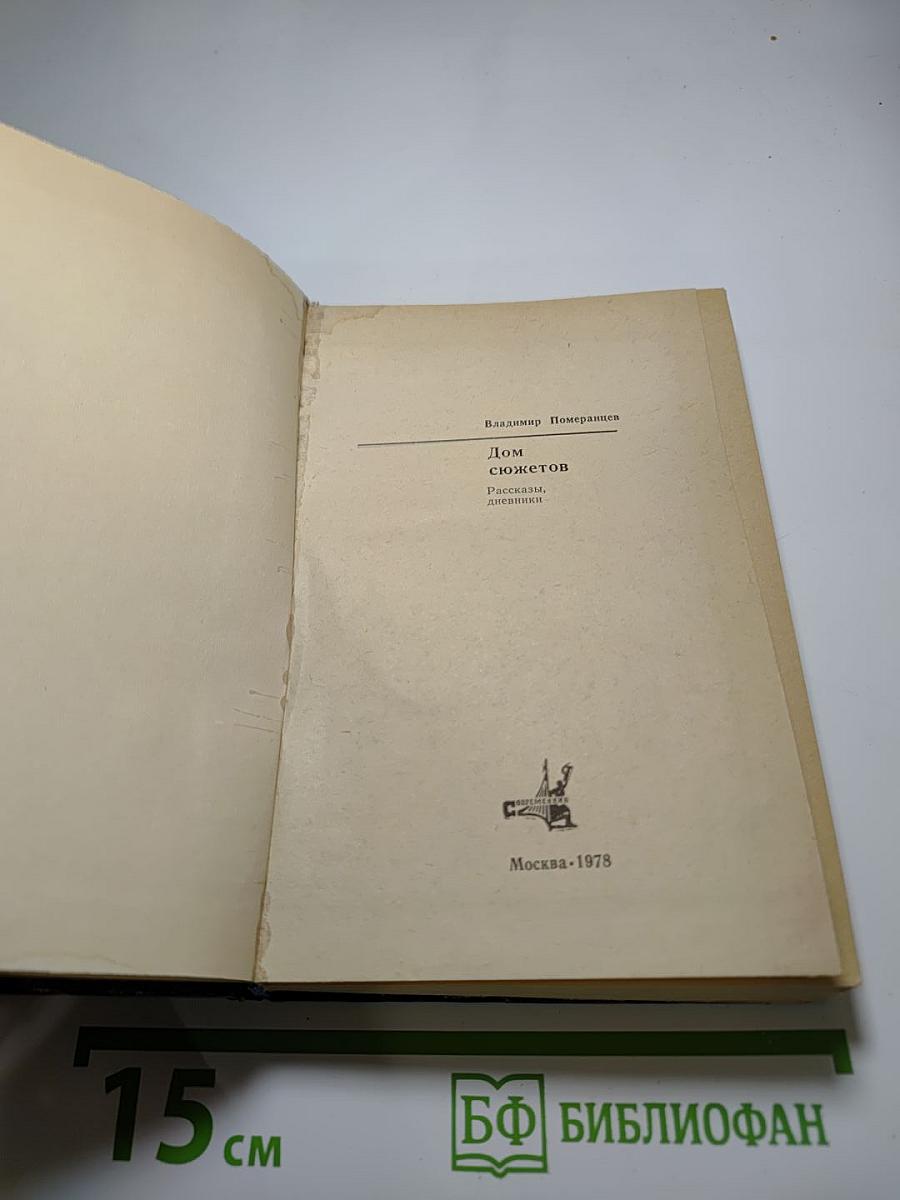 Владимир Померанцев
Дом
сюжетов
Рассказы,
дневники
Современник
Москва·1978
15 см
БФ БИБЛИОФАН